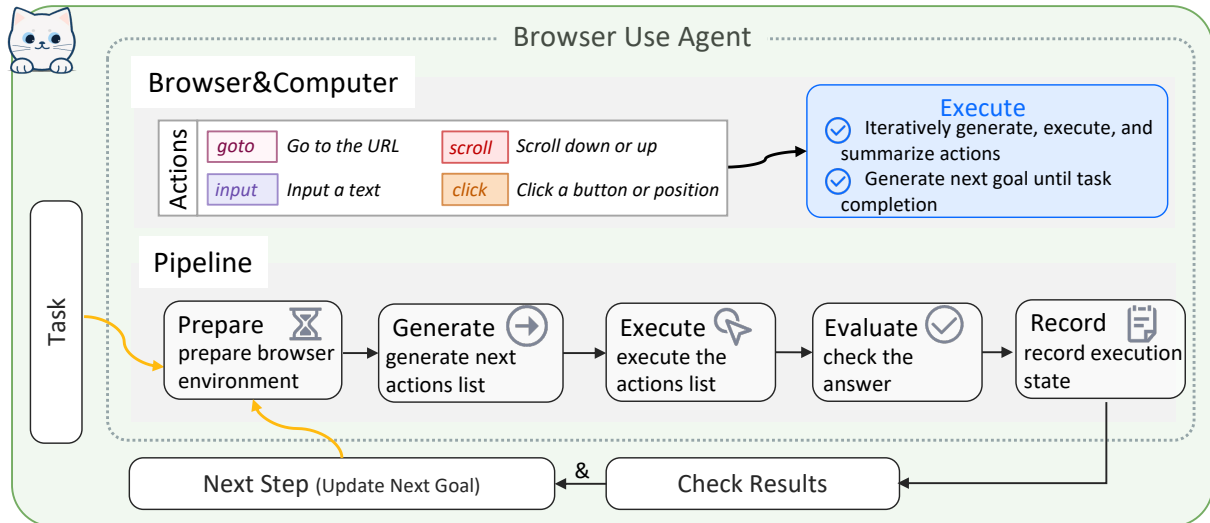 Browser Use Agent
Browser&Computer
Actions
goto
Go to the URL
scroll
Scroll down or up
input
Input a text
click
Click a button or position
Execute
Iteratively generate, execute, and
summarize actions
Generate next goal until task
completion
Task
Pipeline
Prepare
prepare browser
environment
Generate
generate next
actions list
Execute
execute the
actions list
Evaluate
check the
answer
Record
record execution
state
Next Step (Update Next Goal)
&
Check Results